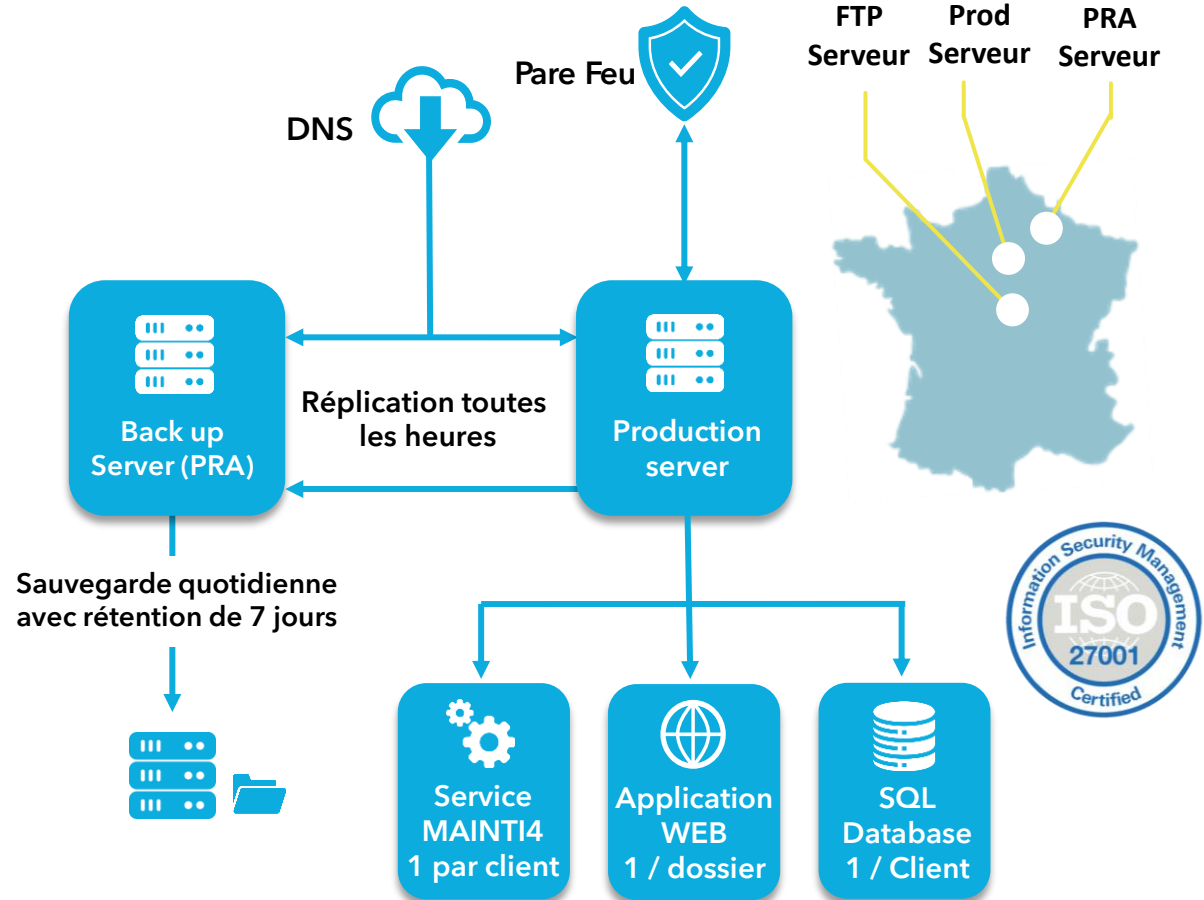 FTP
Serveur
Prod
Serveur
PRA
Serveur
Pare Feu
DNS
Back up
Server (PRA)
Réplication toutes
les heures
Production
server
Sauvegarde quotidienne
avec rétention de 7 jours
Information Security Management
ISO
27001
Certified
Service
MAINTI4
1 par client
Application
WEB
1 / dossier
SQL
Database
1 / Client